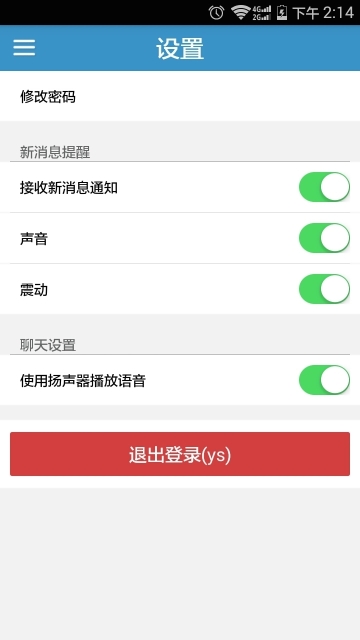 4G 2G 下午 2:14
设置
修改密码
新消息提醒
接收新消息通知
声音
震动
聊天设置
使用扬声器播放语音
退出登录(ys)